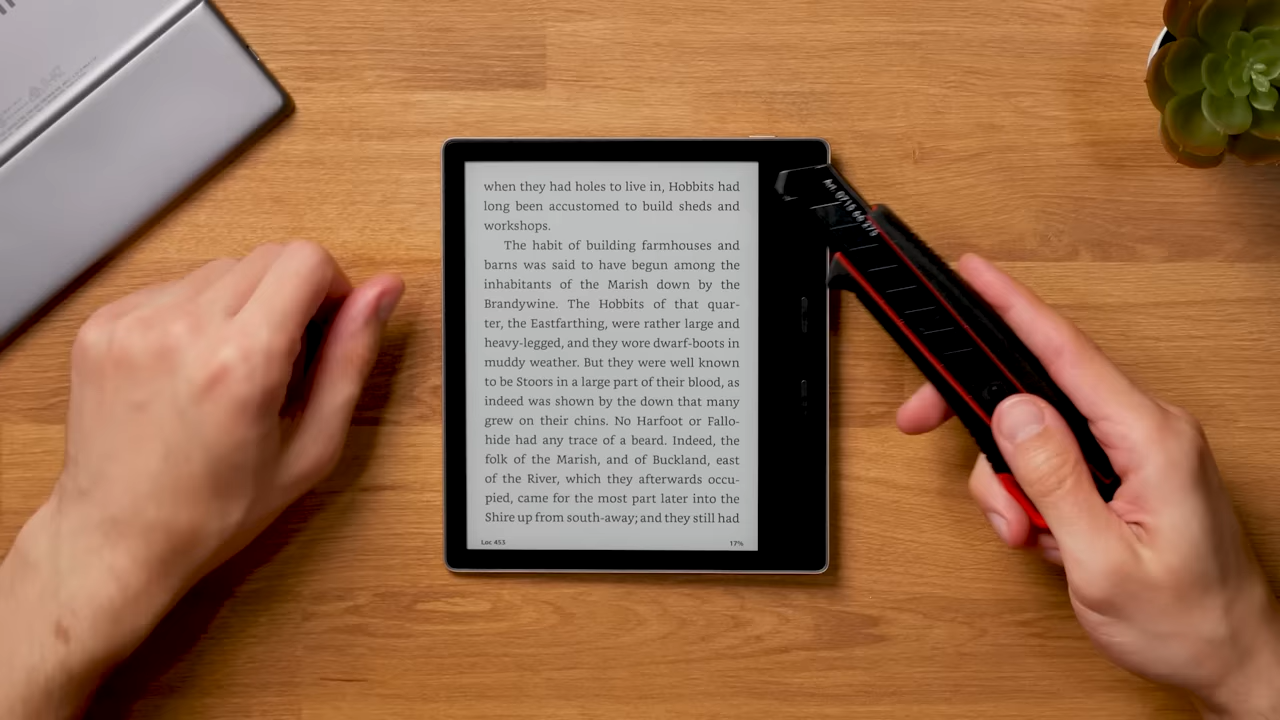 when they had holes to live in, Hobbits had
long been accustomed to build sheds and
workshops.
The habit of building farmhouses and
barns was said to have begun among the
inhabitants of the Marish down by the
Brandywine. The Hobbits of that quar-
ter, the Eastfarthing, were rather large and
heavy-legged, and they wore dwarf-boots in
muddy weather. But they were well known
to be Stoors in a large part of their blood, as
indeed was shown by the down that many
grew on their chins. No Harfoot or Fallo-
hide had any trace of a beard. Indeed, the
folk of the Marish, and of Buckland, east
of the River, which they afterwards occu-
pied, came for the most part later into the
Shire up from south-away; and they still had
Loc 453
17%
Art. 0715 66 275